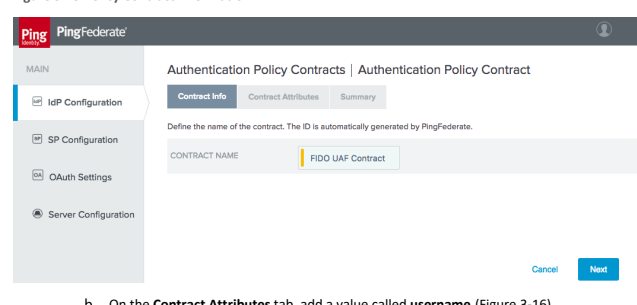 Ping
Identity
PingFederate®
MAIN
Authentication Policy Contracts | Authentication Policy Contract
IdP IdP Configuration
Contract Info Contract Attributes Summary
Define the name of the contract. The ID is automatically generated by PingFederate.
SP SP Configuration
CONTRACT NAME FIDO UAF Contract
OA OAuth Settings
Server Configuration
Cancel Next
b. On the Contract Attributes tab, add a value called username (Figure 3-16)